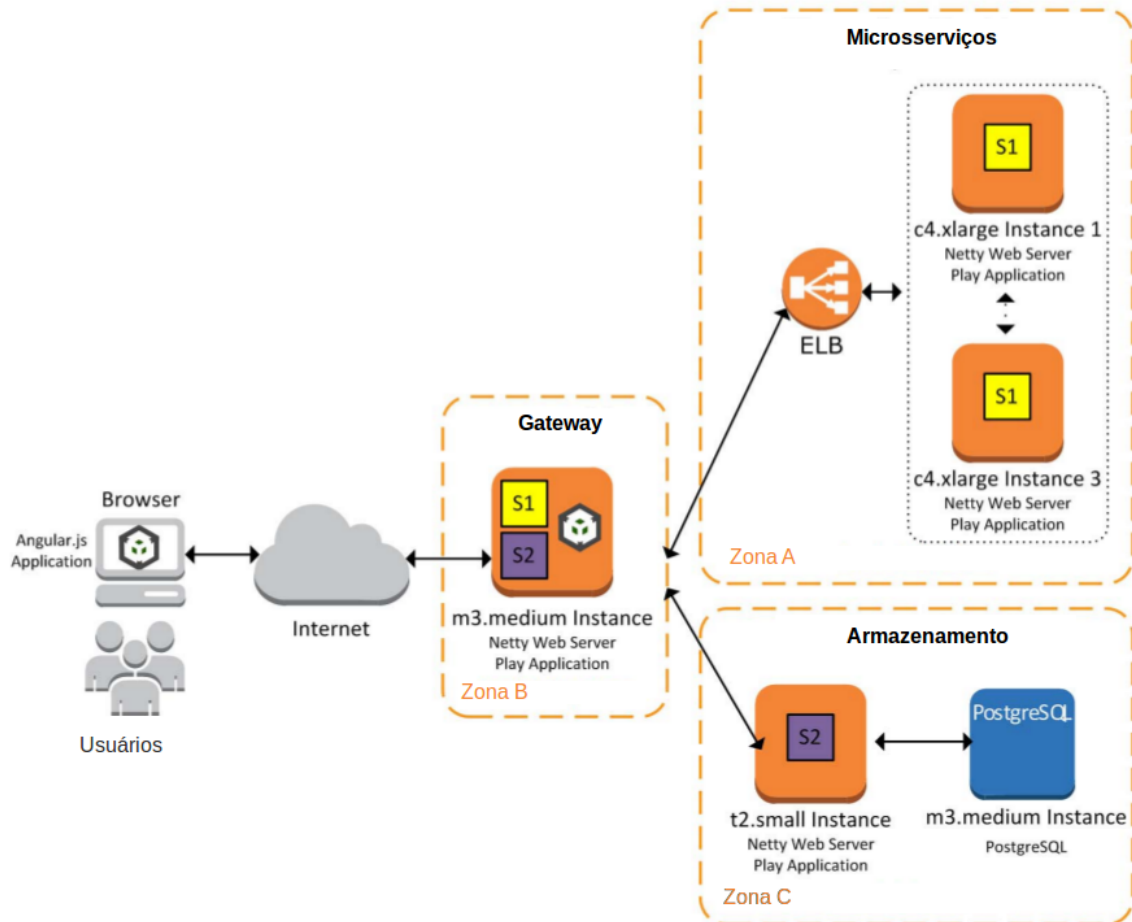 Browser
Angular.js
Application
Usuários
Internet
Gateway
S1
S2
m3.medium Instance
Netty Web Server
Play Application
Zona B
Microsserviços
ELB
S1
c4.xlarge Instance 1
Netty Web Server
Play Application
S1
c4.xlarge Instance 3
Netty Web Server
Play Application
Zona A
Armazenamento
S2
t2.small Instance
Netty Web Server
Play Application
PostgreSQL
m3.medium Instance
PostgreSQL
Zona C